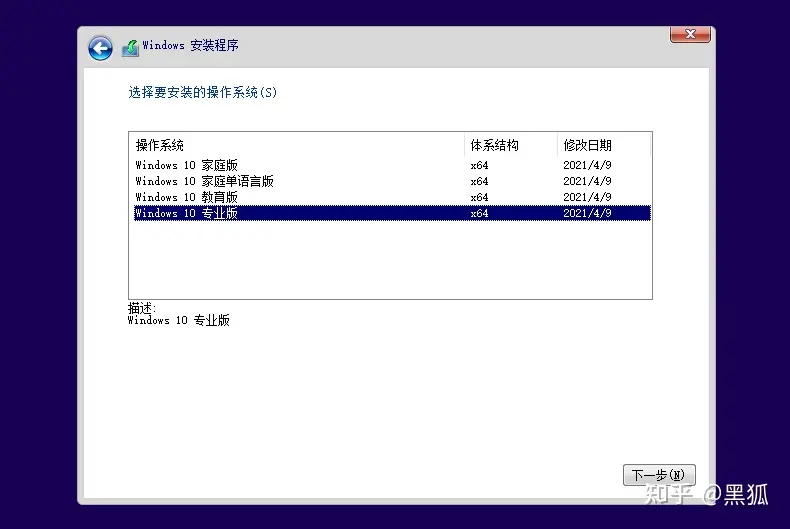 Windows 安装程序
选择要安装的操作系统(S)
操作系统 体系结构 修改日期
Windows 10 家庭版 x64 2021/4/9
Windows 10 家庭单语言版 x64 2021/4/9
Windows 10 教育版 x64 2021/4/9
Windows 10 专业版 x64 2021/4/9
描述:
Windows 10 专业版
下一步(N)
知乎 @黑狐